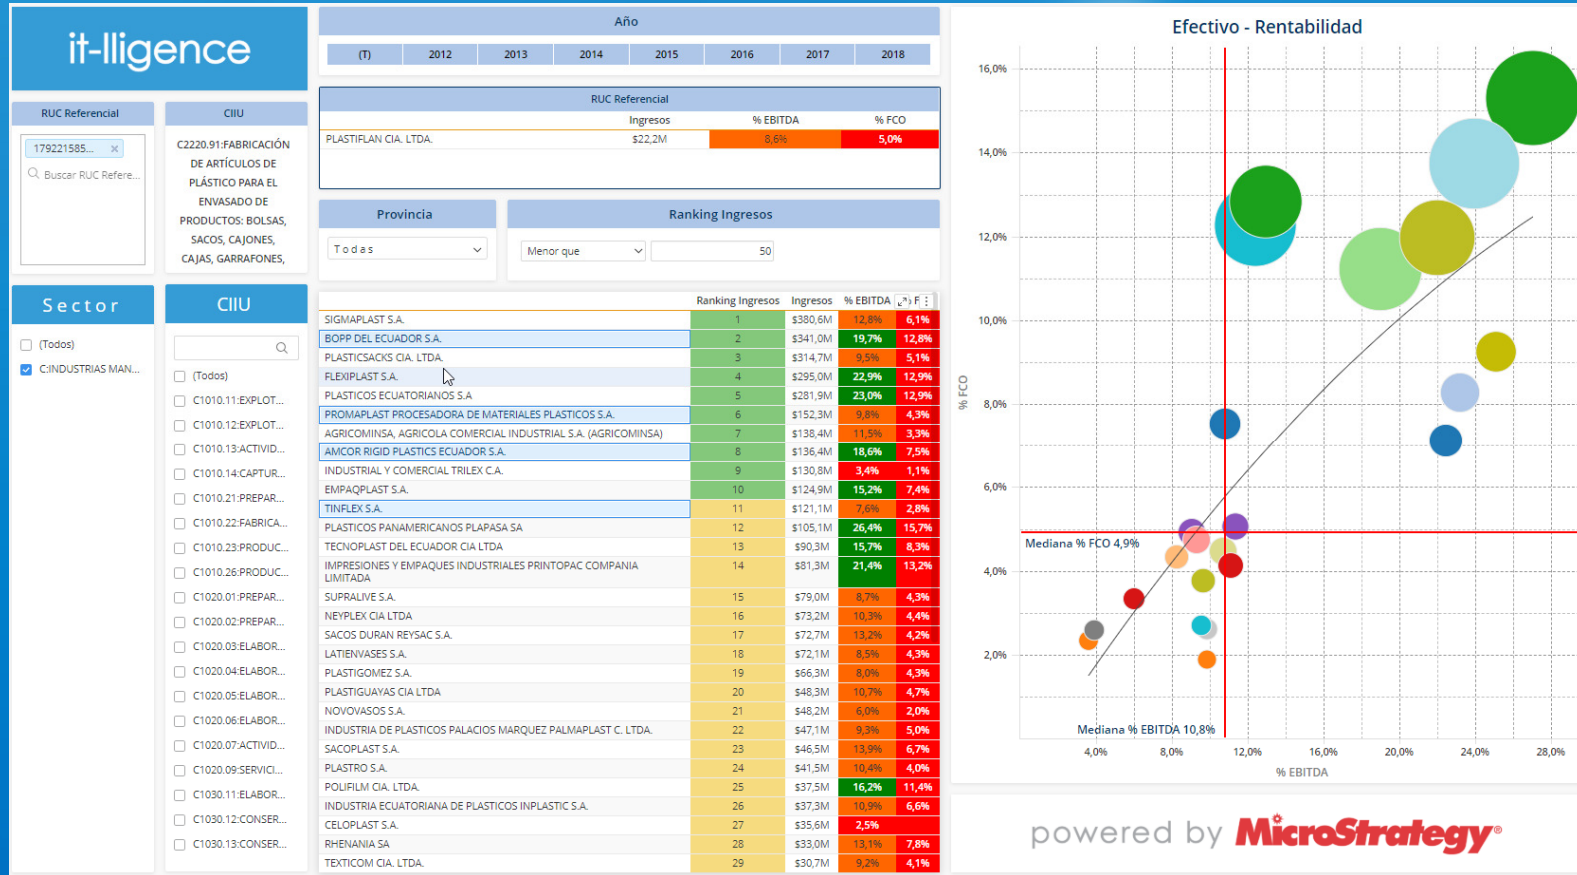 it-lligence
RUC Referencial
179221585... ×
Buscar RUC Refere...
CIIU
C2220.91:FABRICACIÓN
DE ARTÍCULOS DE
PLÁSTICO PARA EL
ENVASADO DE
PRODUCTOS: BOLSAS,
SACOS, CAJONES,
CAJAS, GARRAFONES,
Sector
(Todos)
C:INDUSTRIAS MAN...
CIIU
(Todos)
C1010.11:EXPLOT...
C1010.12:EXPLOT...
C1010.13:ACTIVID...
C1010.14:CAPTUR...
C1010.21:PREPAR...
C1010.22:FABRICA...
C1010.23:PRODUC...
C1010.26:PRODUC...
C1020.01:PREPAR...
C1020.02:PREPAR...
C1020.03:ELABOR...
C1020.04:ELABOR...
C1020.05:ELABOR...
C1020.06:ELABOR...
C1020.07:ACTIVID...
C1020.09:SERVICI...
C1030.11:ELABOR...
C1030.12:CONSER...
C1030.13:CONSER...
Año
(T) 2012 2013 2014 2015 2016 2017 2018
RUC Referencial
Ingresos % EBITDA % FCO
PLASTIFLAN CIA. LTDA. $22,2M 8,6% 5,0%
Provincia
Todas
Ranking Ingresos
Menor que 50
Ranking Ingresos Ingresos % EBITDA F
SIGMAPLAST S.A. 1 $380,6M 12,8% 6,1%
BOPP DEL ECUADOR S.A. 2 $341,0M 19,7% 12,8%
PLASTICSACKS CIA. LTDA. 3 $314,7M 9,5% 5,1%
FLEXIPLAST S.A. 4 $295,0M 22,9% 12,9%
PLASTICOS ECUATORIANOS S.A 5 $281,9M 23,0% 12,9%
PROMAPLAST PROCESADORA DE MATERIALES PLASTICOS S.A. 6 $152,3M 9,8% 4,3%
AGRICOMINSA, AGRICOLA COMERCIAL INDUSTRIAL S.A. (AGRICOMINSA) 7 $138,4M 11,5% 3,3%
AMCOR RIGID PLASTICS ECUADOR S.A. 8 $136,4M 18,6% 7,5%
INDUSTRIAL Y COMERCIAL TRILEX C.A. 9 $130,8M 3,4% 1,1%
EMPAQPLAST S.A. 10 $124,9M 15,2% 7,4%
TINFLEX S.A. 11 $121,1M 7,6% 2,8%
PLASTICOS PANAMERICANOS PLAPASA SA 12 $105,1M 26,4% 15,7%
TECNOPLAST DEL ECUADOR CIA LTDA 13 $90,3M 15,7% 8,3%
IMPRESIONES Y EMPAQUES INDUSTRIALES PRINTOPAC COMPANIA 14 $81,3M 21,4% 13,2%
LIMITADA
SUPRALIVE S.A. 15 $79,0M 8,7% 4,3%
NEYPLEX CIA LTDA 16 $73,2M 10,3% 4,4%
SACOS DURAN REYSAC S.A. 17 $72,7M 13,2% 4,2%
LATIENVASES S.A. 18 $72,1M 8,5% 4,3%
PLASTIGOMEZ S.A. 19 $66,3M 8,0% 4,3%
PLASTIGUAYAS CIA LTDA 20 $48,3M 10,7% 4,7%
NOVOVASOS S.A. 21 $48,2M 6,0% 2,0%
INDUSTRIA DE PLASTICOS PALACIOS MARQUEZ PALMAPLAST C. LTDA. 22 $47,1M 9,3% 5,0%
SACOPLAST S.A. 23 $46,5M 13,9% 6,7%
PLASTRO S.A. 24 $41,5M 10,4% 4,0%
POLIFILM CIA. LTDA. 25 $37,5M 16,2% 11,4%
INDUSTRIA ECUATORIANA DE PLASTICOS INPLASTIC S.A. 26 $37,3M 10,9% 6,6%
CELOPLAST S.A. 27 $35,6M 2,5%
RHENANIA SA 28 $33,0M 13,1% 7,8%
TEXTICOM CIA. LTDA. 29 $30,7M 9,2% 4,1%
Efectivo - Rentabilidad
16,0%
14,0%
12,0%
10,0%
8,0%
6,0%
4,0%
2,0%
% FCO
Mediana % FCO 4,9%
Mediana % EBITDA 10,8%
4,0% 8,0% 12,0% 16,0% 20,0% 24,0% 28,0%
% EBITDA
powered by MicroStrategy